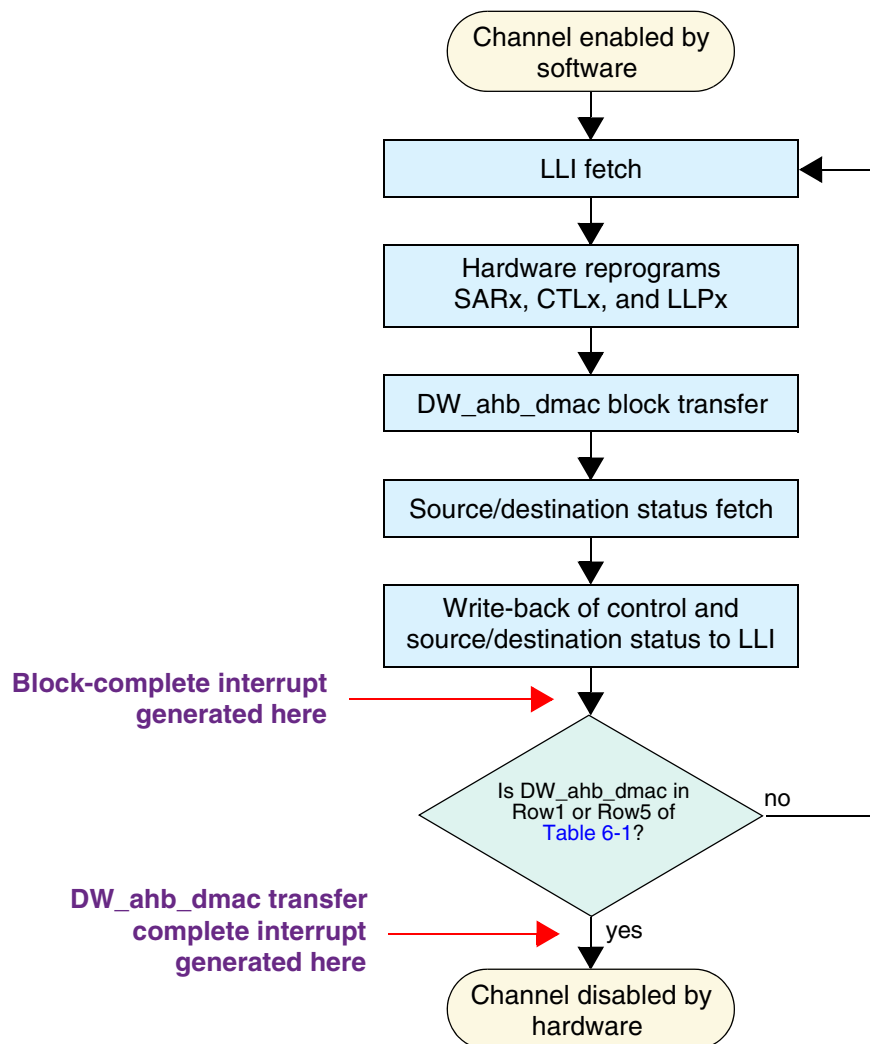 Channel enabled by
software
LLI fetch
Hardware reprograms
SARx, CTLx, and LLPx
DW_ahb_dmac block transfer
Source/destination status fetch
Write-back of control and
source/destination status to LLI
Block-complete interrupt
generated here
Is DW_ahb_dmac in
Row1 or Row5 of
Table 6-1?
no
DW_ahb_dmac transfer
complete interrupt
generated here
yes
Channel disabled by
hardware